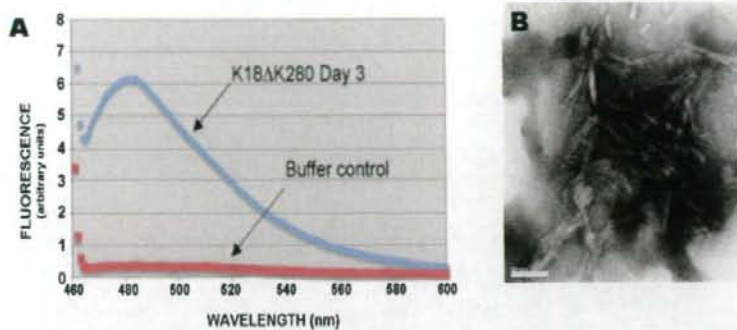 A
B
FLUORESCENCE
(arbitrary units)
8
7
6
5
4
3
2
1
0
K18ΔK280 Day 3
Buffer control
460
480
500
520
540
560
580
600
WAVELENGTH (nm)